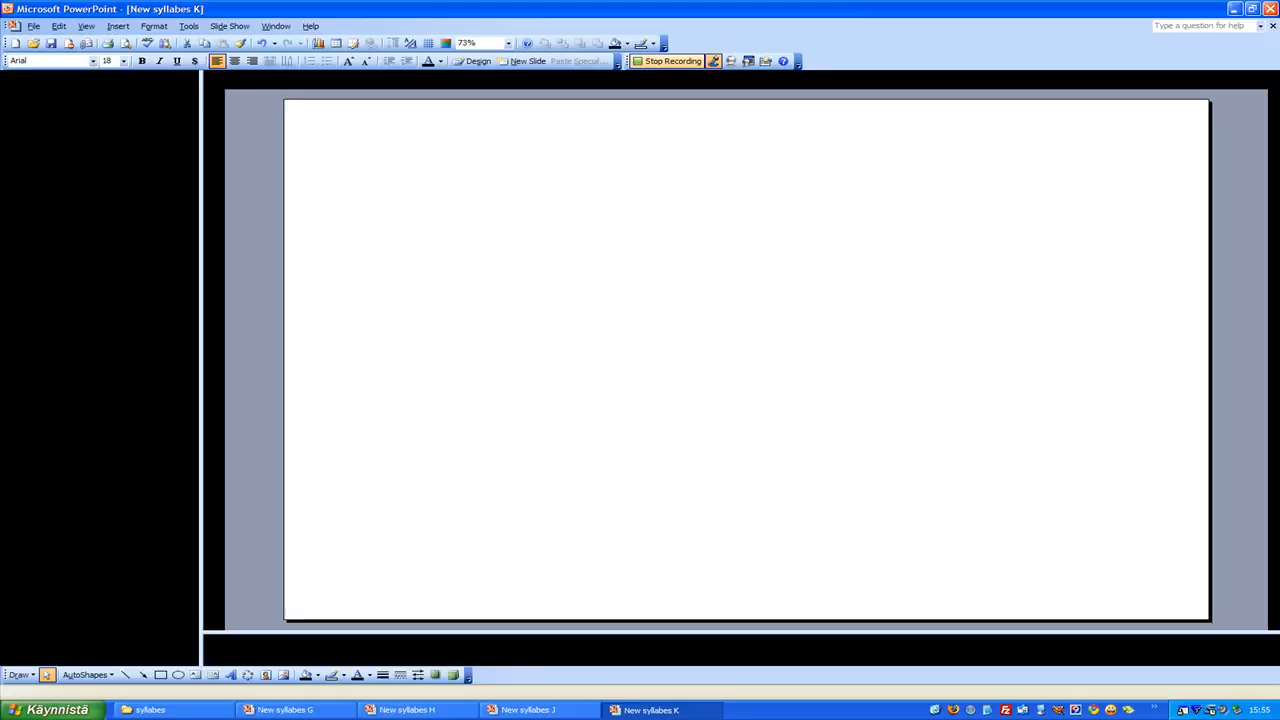 Microsoft PowerPoint - [New syllabes K]
File Edit View Insert Format Tools Slide Show Window Help
Type a question for help
73%
Arial 18 B I U S A Design New Slide Paste Special... Stop Recording
Draw AutoShapes
Käynnistä syllabes New syllabes G New syllabes H New syllabes J New syllabes K 15:55